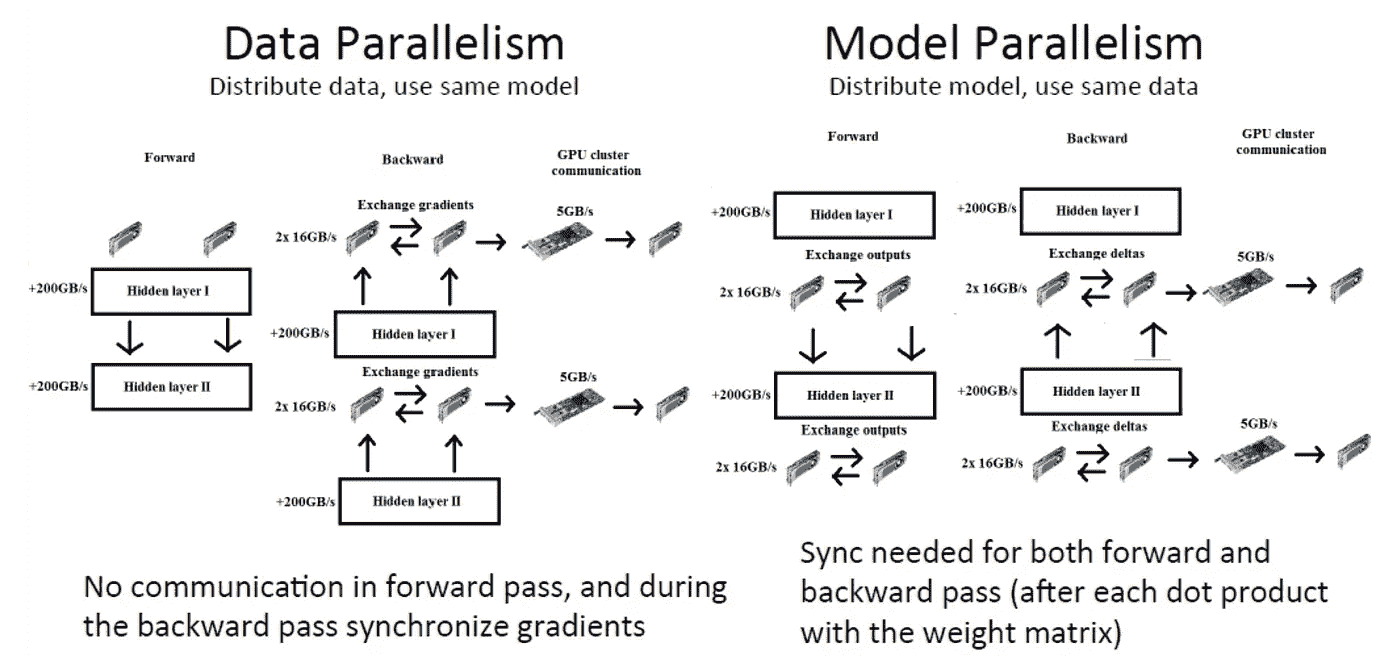 Data Parallelism
Distribute data, use same model
Forward
+200GB/s
Hidden layer I
+200GB/s
Hidden layer II
Backward
Exchange gradients
2x 16GB/s
+200GB/s
Hidden layer I
Exchange gradients
2x 16GB/s
+200GB/s
Hidden layer II
GPU cluster
communication
5GB/s
5GB/s
No communication in forward pass, and during
the backward pass synchronize gradients
Model Parallelism
Distribute model, use same data
Forward
+200GB/s
Hidden layer I
Exchange outputs
2x 16GB/s
+200GB/s
Hidden layer II
Exchange outputs
2x 16GB/s
Backward
+200GB/s
Hidden layer I
Exchange deltas
2x 16GB/s
+200GB/s
Hidden layer II
Exchange deltas
2x 16GB/s
GPU cluster
communication
5GB/s
5GB/s
Sync needed for both forward and
backward pass (after each dot product
with the weight matrix)